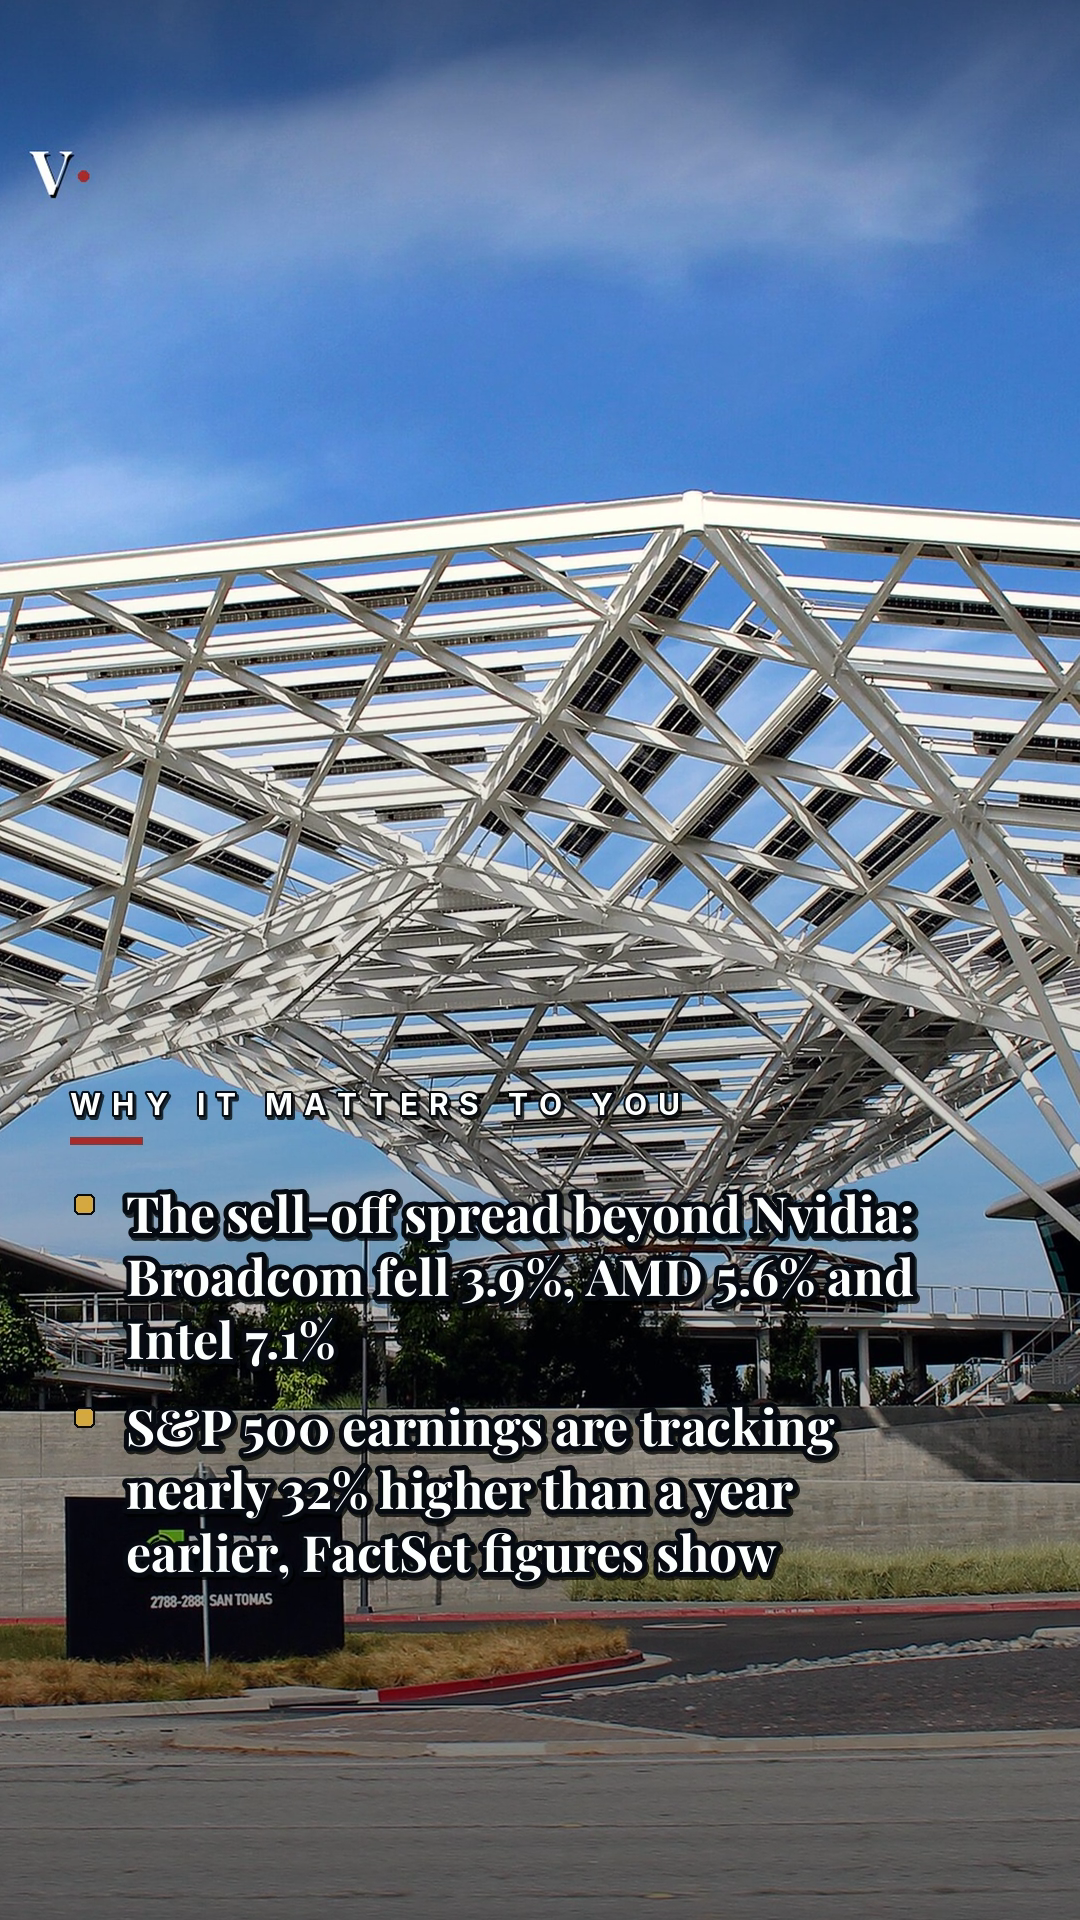 V.
WHY IT MATTERS TO YOU
The sell-off spread beyond Nvidia:
Broadcom fell 3.9%, AMD 5.6% and
Intel 7.1%
S&P 500 earnings are tracking
nearly 32% higher than a year
earlier, FactSet figures show
2788-2888 SAN TOMAS